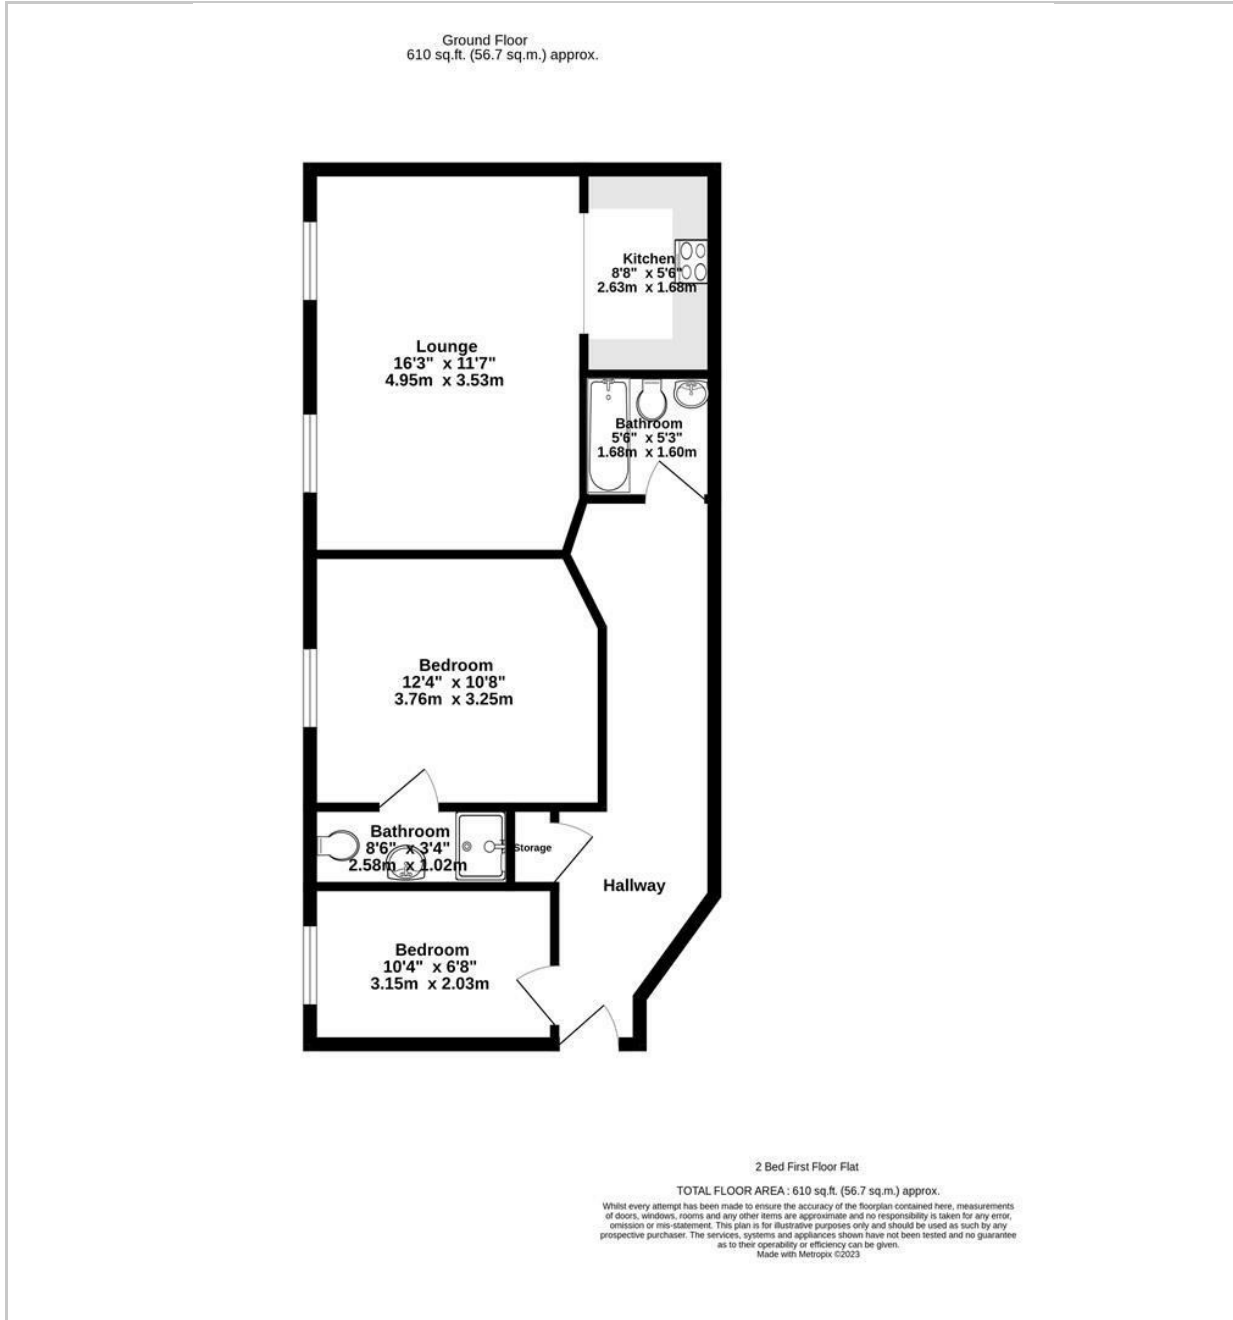 Ground Floor
610 sq.ft. (56.7 sq.m.) approx.
Kitchen
8'8" x 5'6"
2.63m x 1.68m
Lounge
16'3" x 11'7"
4.95m x 3.53m
Bathroom
5'6" x 5'3"
1.68m x 1.60m
Bedroom
12'4" x 10'8"
3.76m x 3.25m
Bathroom
8'6" x 3'4"
2.58m x 1.02m
Storage
Hallway
Bedroom
10'4" x 6'8"
3.15m x 2.03m
2 Bed First Floor Flat
TOTAL FLOOR AREA : 610 sq.ft. (56.7 sq.m.) approx.
Whilst every attempt has been made to ensure the accuracy of the floorplan contained here, measurements
of doors, windows, rooms and any other items are approximate and no responsibility is taken for any error,
omission or mis-statement. This plan is for illustrative purposes only and should be used as such by any
prospective purchaser. The services, systems and appliances shown have not been tested and no guarantee
as to their operability or efficiency can be given.
Made with Metropix ©2023